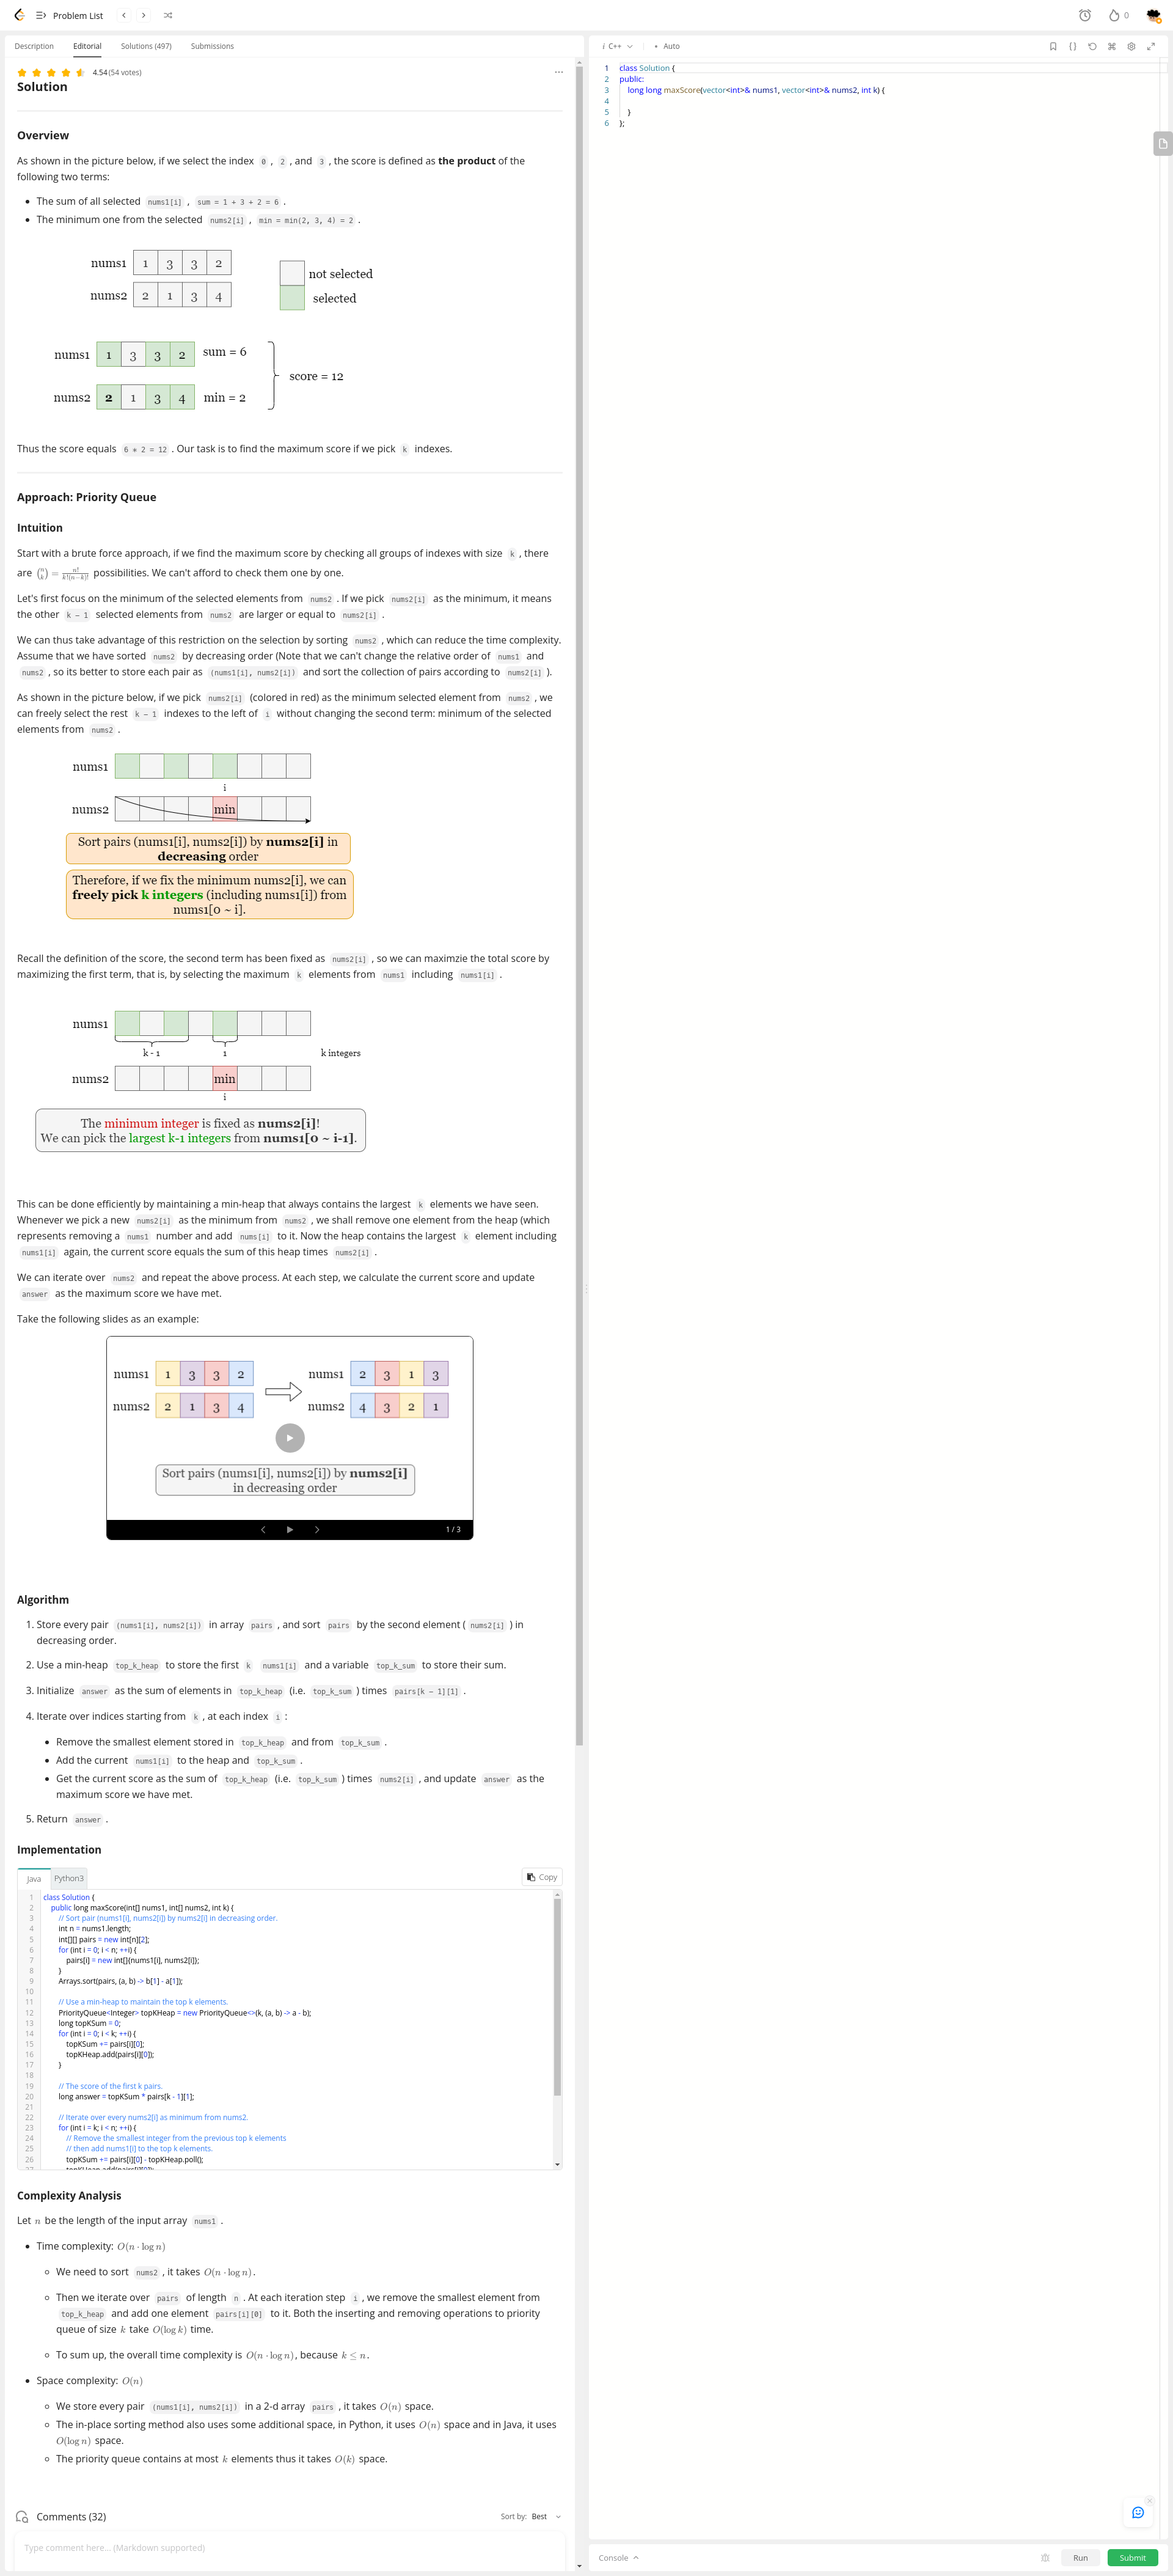 Problem List
0
Description Editorial Solutions (497) Submissions
4.54 (54 votes)
Solution
Overview
As shown in the picture below, if we select the index 0 , 2 , and 3 , the score is defined as the product of the
following two terms:
• The sum of all selected nums1[i] , sum = 1 + 3 + 2 = 6 .
• The minimum one from the selected nums2[i] , min = min(2, 3, 4) = 2 .
nums1 1 3 3 2
not selected
nums2 2 1 3 4
selected
nums1 1 3 3 2 sum = 6
score = 12
nums2 2 1 3 4 min = 2
Thus the score equals 6 * 2 = 12 . Our task is to find the maximum score if we pick k indexes.
Approach: Priority Queue
Intuition
Start with a brute force approach, if we find the maximum score by checking all groups of indexes with size k , there
are (n k) = n!/k!(n−k)! possibilities. We can't afford to check them one by one.
Let's first focus on the minimum of the selected elements from nums2 . If we pick nums2[i] as the minimum, it means
the other k - 1 selected elements from nums2 are larger or equal to nums2[i] .
We can thus take advantage of this restriction on the selection by sorting nums2 , which can reduce the time complexity.
Assume that we have sorted nums2 by decreasing order (Note that we can't change the relative order of nums1 and
nums2 , so its better to store each pair as (nums1[i], nums2[i]) and sort the collection of pairs according to nums2[i] ).
As shown in the picture below, if we pick nums2[i] (colored in red) as the minimum selected element from nums2 , we
can freely select the rest k - 1 indexes to the left of i without changing the second term: minimum of the selected
elements from nums2 .
nums1
i
nums2 min
Sort pairs (nums1[i], nums2[i]) by nums2[i] in
decreasing order
Therefore, if we fix the minimum nums2[i], we can
freely pick k integers (including nums1[i]) from
nums1[0 ~ i].
Recall the definition of the score, the second term has been fixed as nums2[i] , so we can maximzie the total score by
maximizing the first term, that is, by selecting the maximum k elements from nums1 including nums1[i] .
nums1
k - 1 1 k integers
nums2 min
i
The minimum integer is fixed as nums2[i]!
We can pick the largest k-1 integers from nums1[0 ~ i-1].
This can be done efficiently by maintaining a min-heap that always contains the largest k elements we have seen.
Whenever we pick a new nums2[i] as the minimum from nums2 , we shall remove one element from the heap (which
represents removing a nums1 number and add nums[i] to it. Now the heap contains the largest k element including
nums1[i] again, the current score equals the sum of this heap times nums2[i] .
We can iterate over nums2 and repeat the above process. At each step, we calculate the current score and update
answer as the maximum score we have met.
Take the following slides as an example:
nums1 1 3 3 2 nums1 2 3 1 3
nums2 2 1 3 4 nums2 4 3 2 1
Sort pairs (nums1[i], nums2[i]) by nums2[i]
in decreasing order
1 / 3
Algorithm
1. Store every pair (nums1[i], nums2[i]) in array pairs , and sort pairs by the second element ( nums2[i] ) in
decreasing order.
2. Use a min-heap top_k_heap to store the first k nums1[i] and a variable top_k_sum to store their sum.
3. Initialize answer as the sum of elements in top_k_heap (i.e. top_k_sum ) times pairs[k - 1][1] .
4. Iterate over indices starting from k , at each index i :
• Remove the smallest element stored in top_k_heap and from top_k_sum .
• Add the current nums1[i] to the heap and top_k_sum .
• Get the current score as the sum of top_k_heap (i.e. top_k_sum ) times nums2[i] , and update answer as the
maximum score we have met.
5. Return answer .
Implementation
Java Python3 Copy
1 class Solution {
2 public long maxScore(int[] nums1, int[] nums2, int k) {
3 // Sort pair (nums1[i], nums2[i]) by nums2[i] in decreasing order.
4 int n = nums1.length;
5 int[][] pairs = new int[n][2];
6 for (int i = 0; i < n; ++i) {
7 pairs[i] = new int[]{nums1[i], nums2[i]};
8 }
9 Arrays.sort(pairs, (a, b) -> b[1] - a[1]);
10
11 // Use a min-heap to maintain the top k elements.
12 PriorityQueue<Integer> topKHeap = new PriorityQueue<>(k, (a, b) -> a - b);
13 long topKSum = 0;
14 for (int i = 0; i < k; ++i) {
15 topKSum += pairs[i][0];
16 topKHeap.add(pairs[i][0]);
17 }
18
19 // The score of the first k pairs.
20 long answer = topKSum * pairs[k - 1][1];
21
22 // Iterate over every nums2[i] as minimum from nums2.
23 for (int i = k; i < n; ++i) {
24 // Remove the smallest integer from the previous top k elements
25 // then add nums1[i] to the top k elements.
26 topKSum += pairs[i][0] - topKHeap.poll();
27 topKHeap.add(pairs[i][0]);
Complexity Analysis
Let n be the length of the input array nums1 .
• Time complexity: O(n · log n)
◦ We need to sort nums2 , it takes O(n · log n).
◦ Then we iterate over pairs of length n . At each iteration step i , we remove the smallest element from
top_k_heap and add one element pairs[i][0] to it. Both the inserting and removing operations to priority
queue of size k take O(log k) time.
◦ To sum up, the overall time complexity is O(n · log n), because k ≤ n.
• Space complexity: O(n)
◦ We store every pair (nums1[i], nums2[i]) in a 2-d array pairs , it takes O(n) space.
◦ The in-place sorting method also uses some additional space, in Python, it uses O(n) space and in Java, it uses
O(log n) space.
◦ The priority queue contains at most k elements thus it takes O(k) space.
Comments (32) Sort by: Best
Type comment here... (Markdown supported)
i C++ • Auto
1 class Solution {
2 public:
3 long long maxScore(vector<int>& nums1, vector<int>& nums2, int k) {
4
5 }
6 };
Console Run Submit